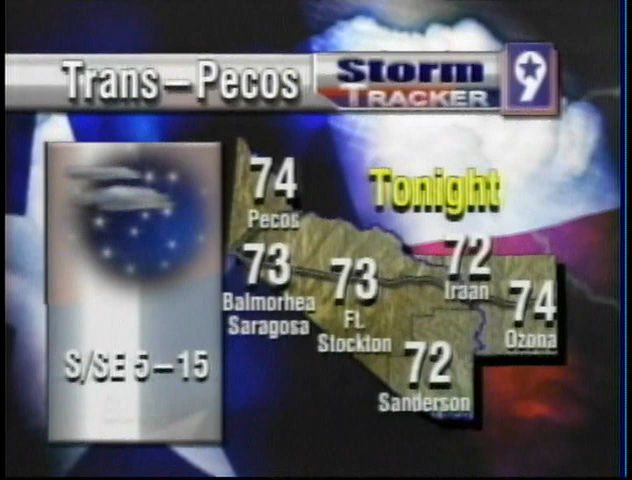 Trans-Pecos
Storm
TRACKER
9
Tonight
74
Pecos
73
Balmorhea
Saragosa
73
Ft.
Stockton
72
Iraan
74
Ozona
72
Sanderson
S/SE 5-15